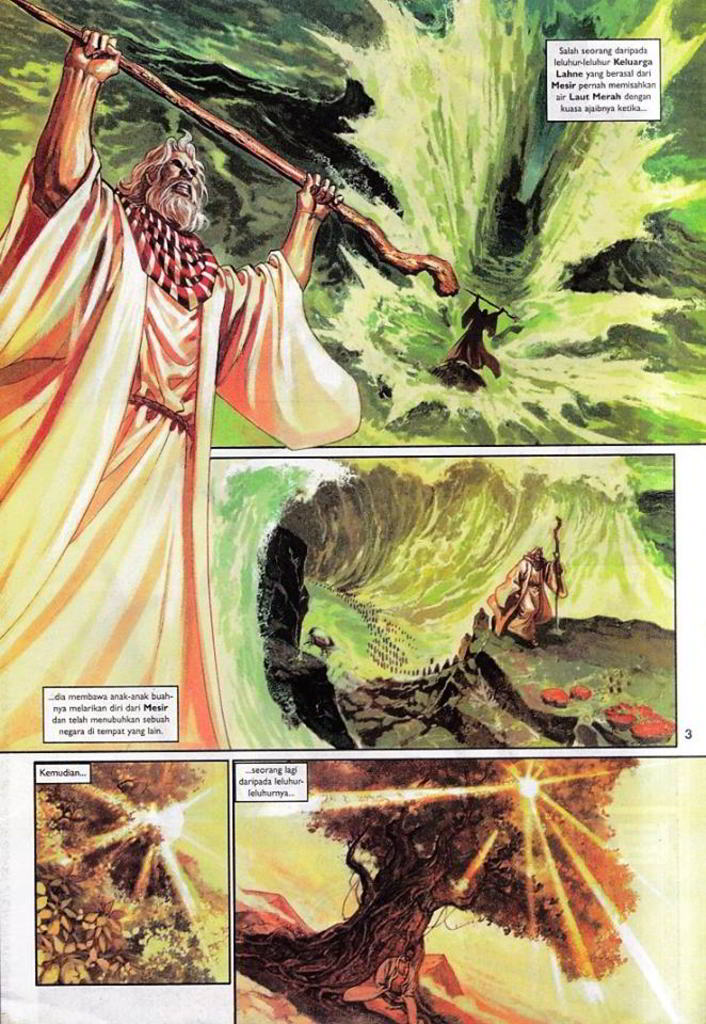 Salah seorang daripada
leluhur-leluhur Keluarga
Lahne yang berasal dari
Mesir pernah memisahkan
air Laut Merah dengan
kuasa ajaibnya ketika...
...dia membawa anak-anak buah-
nya melarikan diri dari Mesir
dan telah menubuhkan sebuah
negara di tempat yang lain.
3
Kemudian...
...seorang lagi
daripada leluhur-
leluhurnya...